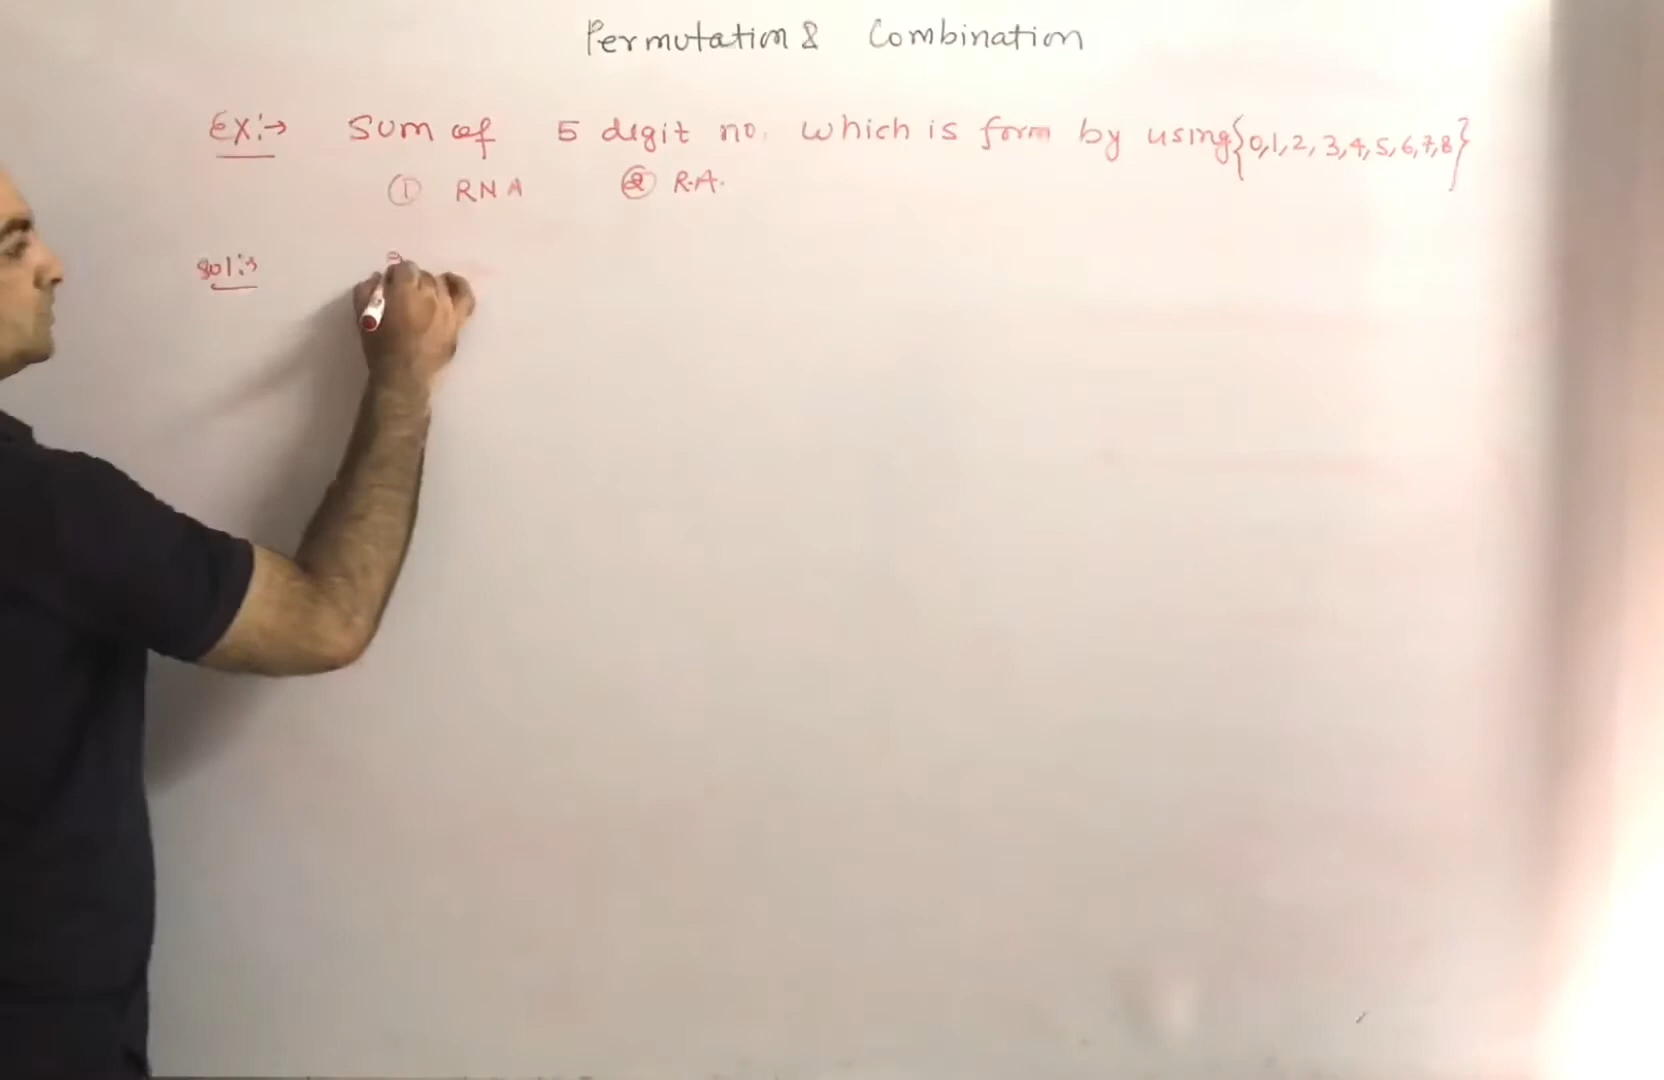 Permutation & Combination
Ex:→ Sum of 5 digit no. which is form by using {0,1,2,3,4,5,6,7,8}
① RNA ② R.A.
Sol:→